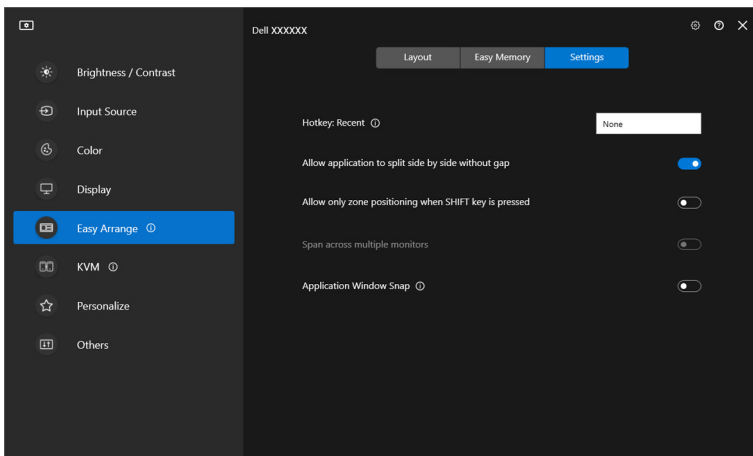 Dell XXXXXX
Layout
Easy Memory
Settings
Brightness / Contrast
Input Source
Color
Display
Easy Arrange
KVM
Personalize
Others
Hotkey: Recent
None
Allow application to split side by side without gap
Allow only zone positioning when SHIFT key is pressed
Span across multiple monitors
Application Window Snap